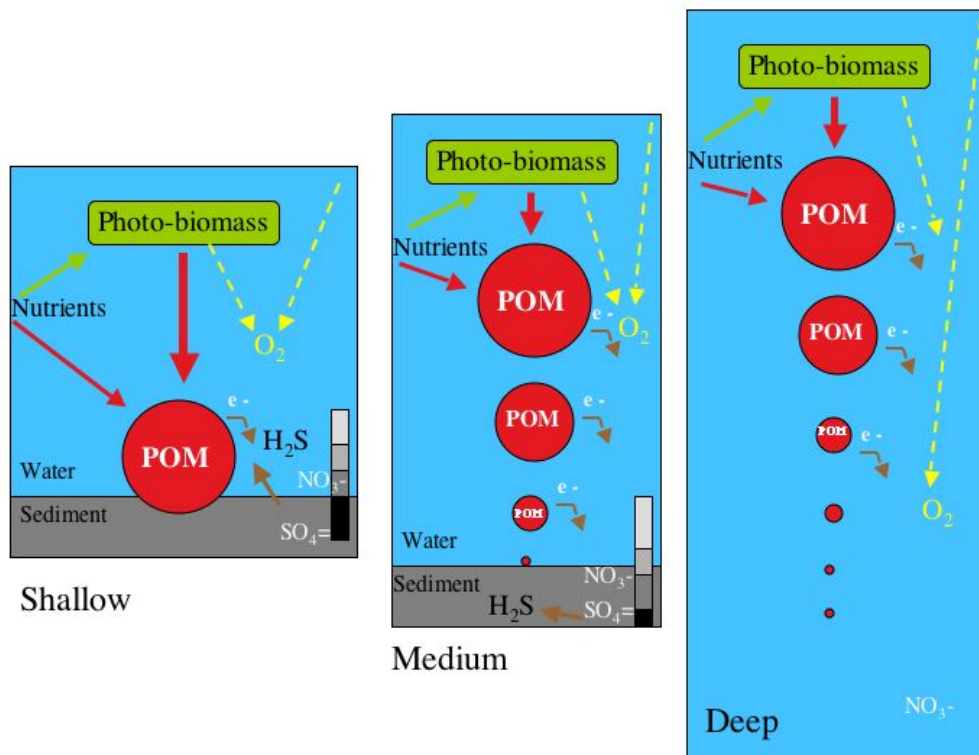 Photo-biomass
Nutrients
O₂
e -
POM
H₂S
Water
NO₃-
Sediment
SO₄=
Shallow
Photo-biomass
Nutrients
POM
e -
O₂
POM
e -
e -
POM
Water
Sediment
NO₃-
H₂S
SO₄=
Medium
Photo-biomass
Nutrients
POM
e -
POM
e -
POM
e -
O₂
NO₃-
Deep